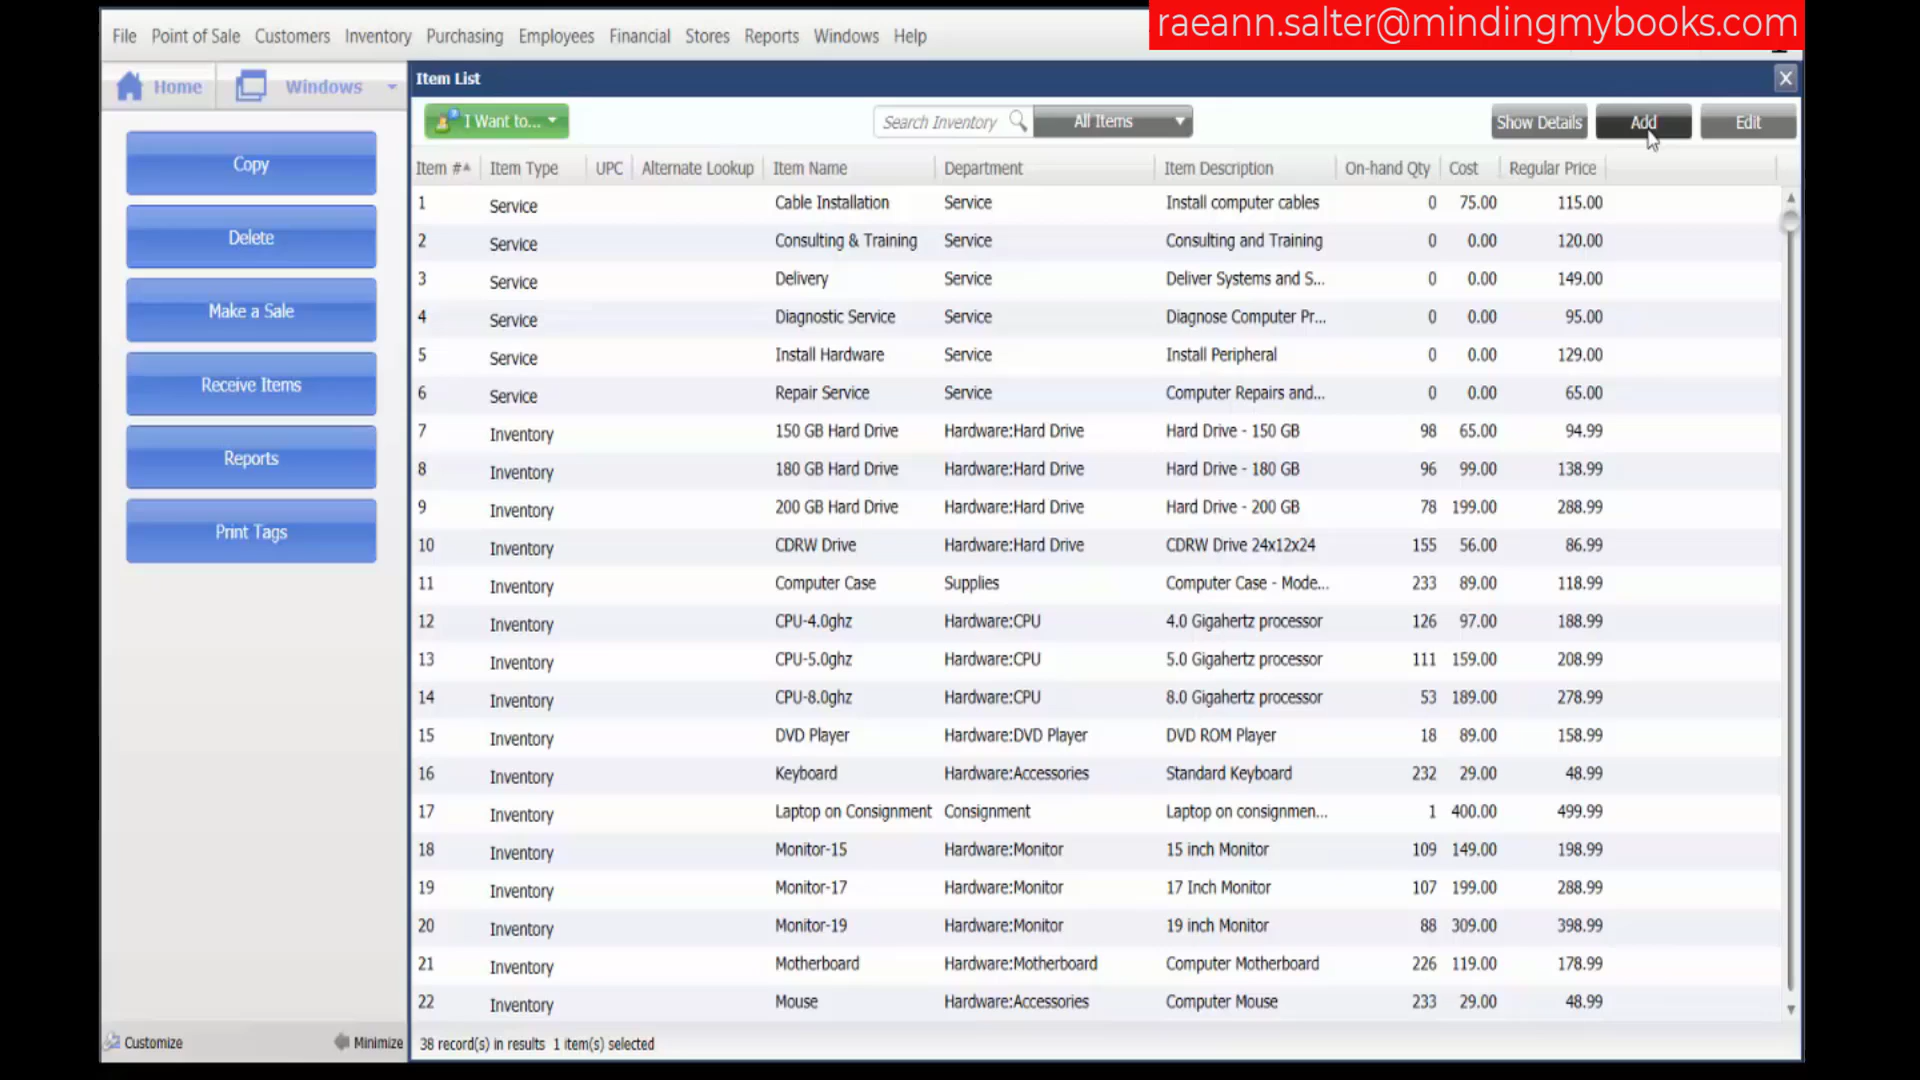 raeann.salter@mindingmybooks.com
File Point of Sale Customers Inventory Purchasing Employees Financial Stores Reports Windows Help
Home Windows
Item List
I Want to... Search Inventory All Items Show Details Add Edit
Copy
Delete
Make a Sale
Receive Items
Reports
Print Tags
Item # Item Type UPC Alternate Lookup Item Name Department Item Description On-hand Qty Cost Regular Price
1 Service Cable Installation Service Install computer cables 0 75.00 115.00
2 Service Consulting & Training Service Consulting and Training 0 0.00 120.00
3 Service Delivery Service Deliver Systems and S... 0 0.00 149.00
4 Service Diagnostic Service Service Diagnose Computer Pr... 0 0.00 95.00
5 Service Install Hardware Service Install Peripheral 0 0.00 129.00
6 Service Repair Service Service Computer Repairs and... 0 0.00 65.00
7 Inventory 150 GB Hard Drive Hardware:Hard Drive Hard Drive - 150 GB 98 65.00 94.99
8 Inventory 180 GB Hard Drive Hardware:Hard Drive Hard Drive - 180 GB 96 99.00 138.99
9 Inventory 200 GB Hard Drive Hardware:Hard Drive Hard Drive - 200 GB 78 199.00 288.99
10 Inventory CDRW Drive Hardware:Hard Drive CDRW Drive 24x12x24 155 56.00 86.99
11 Inventory Computer Case Supplies Computer Case - Mode... 233 89.00 118.99
12 Inventory CPU-4.0ghz Hardware:CPU 4.0 Gigahertz processor 126 97.00 188.99
13 Inventory CPU-5.0ghz Hardware:CPU 5.0 Gigahertz processor 111 159.00 208.99
14 Inventory CPU-8.0ghz Hardware:CPU 8.0 Gigahertz processor 53 189.00 278.99
15 Inventory DVD Player Hardware:DVD Player DVD ROM Player 18 89.00 158.99
16 Inventory Keyboard Hardware:Accessories Standard Keyboard 232 29.00 48.99
17 Inventory Laptop on Consignment Consignment Laptop on consignmen... 1 400.00 499.99
18 Inventory Monitor-15 Hardware:Monitor 15 inch Monitor 109 149.00 198.99
19 Inventory Monitor-17 Hardware:Monitor 17 Inch Monitor 107 199.00 288.99
20 Inventory Monitor-19 Hardware:Monitor 19 inch Monitor 88 309.00 398.99
21 Inventory Motherboard Hardware:Motherboard Computer Motherboard 226 119.00 178.99
22 Inventory Mouse Hardware:Accessories Computer Mouse 233 29.00 48.99
Customize Minimize
38 record(s) in results 1 item(s) selected